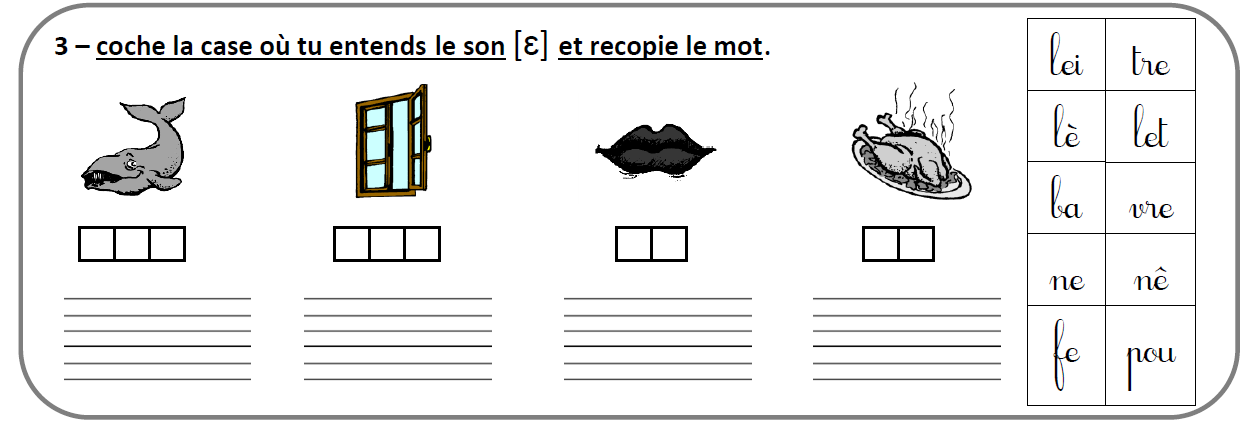 3 – coche la case où tu entends le son [ɛ] et recopie le mot.
lei tre
lè let
ba vre
ne nê
fe pou